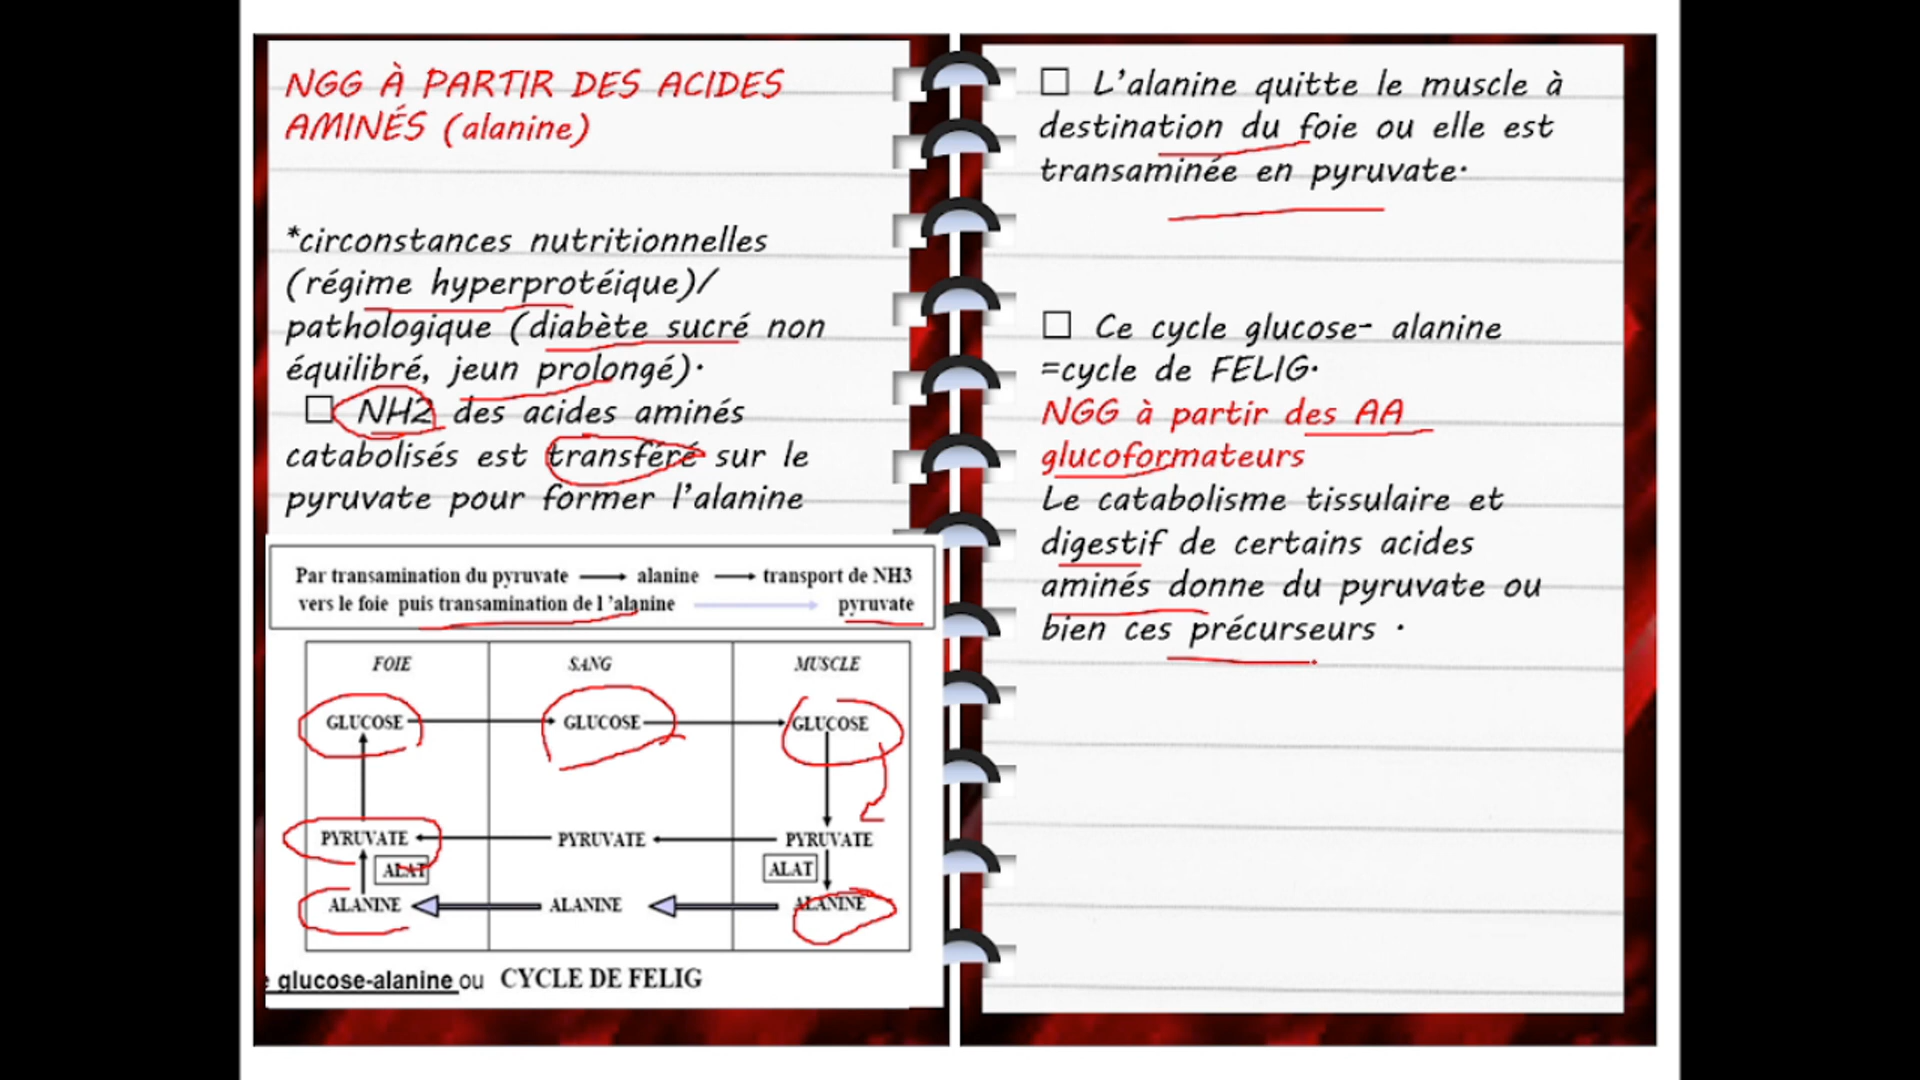 NGG À PARTIR DES ACIDES
AMINÉS (alanine)
*circonstances nutritionnelles
(régime hyperprotéique)/
pathologique (diabète sucré non
équilibré, jeun prolongé).
□ NH2 des acides aminés
catabolisés est transféré sur le
pyruvate pour former l'alanine
Par transamination du pyruvate → alanine → transport de NH3
vers le foie puis transamination de l'alanine → pyruvate
FOIE SANG MUSCLE
GLUCOSE GLUCOSE GLUCOSE
PYRUVATE PYRUVATE PYRUVATE
ALAT ALAT
ALANINE ALANINE ALANINE
e glucose-alanine ou CYCLE DE FELIG
□ L'alanine quitte le muscle à
destination du foie ou elle est
transaminée en pyruvate.
□ Ce cycle glucose- alanine
=cycle de FELIG.
NGG à partir des AA
glucoformateurs
Le catabolisme tissulaire et
digestif de certains acides
aminés donne du pyruvate ou
bien ces précurseurs .